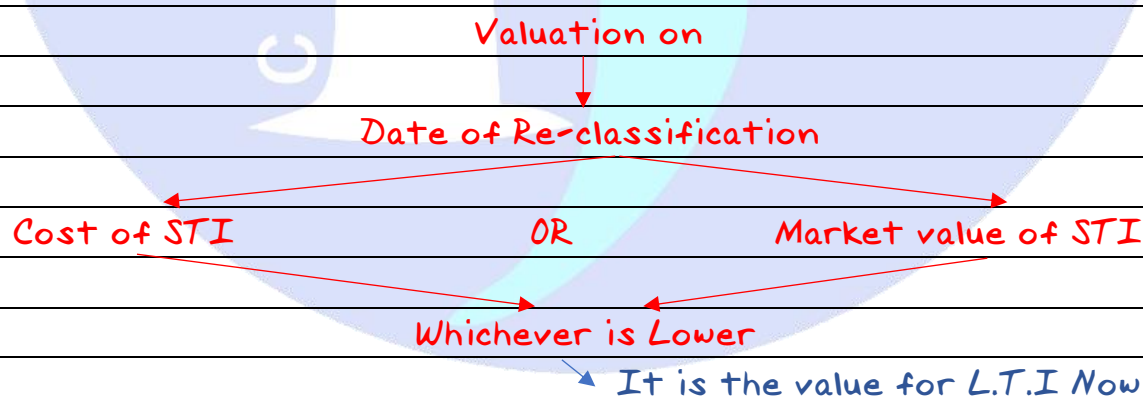 Valuation on
Date of Re-classification
Cost of STI OR Market value of STI
Whichever is Lower
It is the value for L.T.I Now